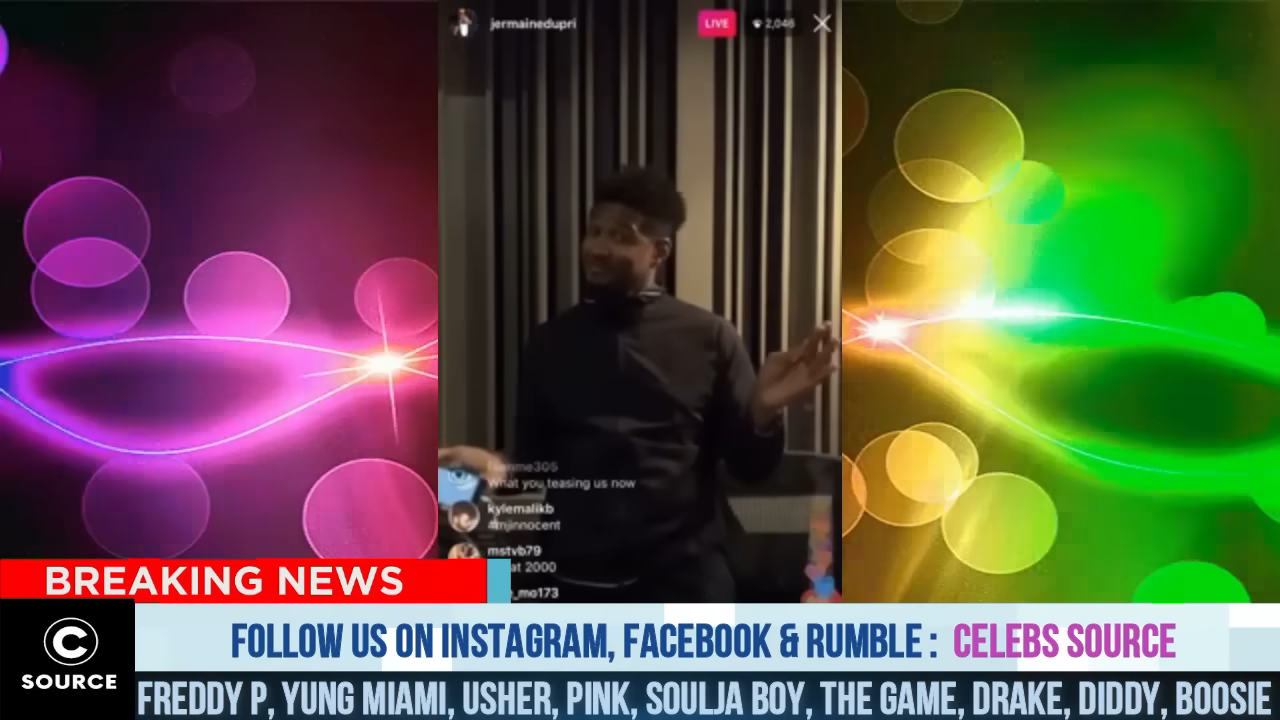 jermainedupri
LIVE
2,046
What you teasing us now
kylemalikb
#mjinnocent
mstvb79
2000
BREAKING NEWS
C
SOURCE
FOLLOW US ON INSTAGRAM, FACEBOOK & RUMBLE : CELEBS SOURCE
FREDDY P, YUNG MIAMI, USHER, PINK, SOULJA BOY, THE GAME, DRAKE, DIDDY, BOOSIE